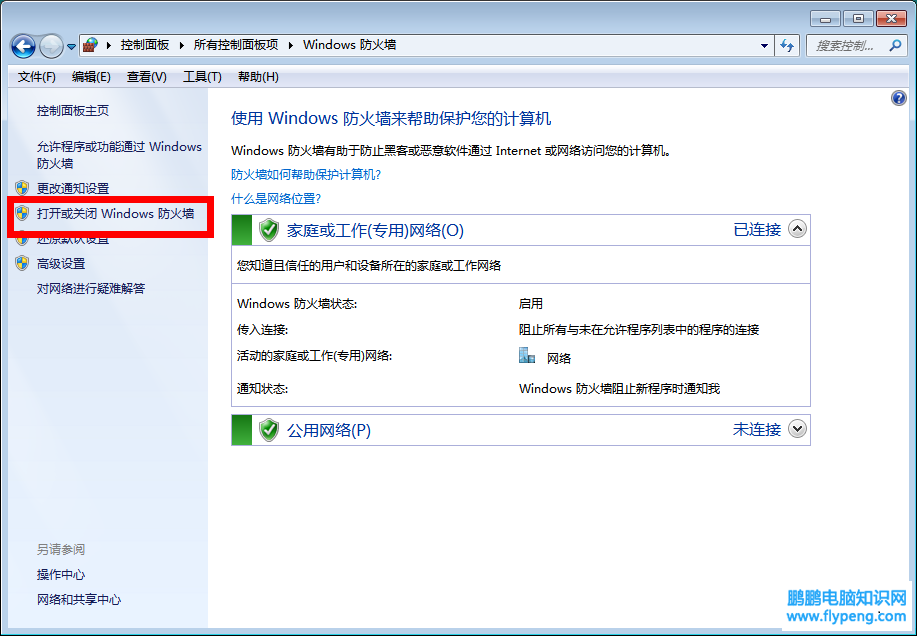 控制面板 ▸ 所有控制面板项 ▸ Windows 防火墙
搜索控制...
文件(F) 编辑(E) 查看(V) 工具(T) 帮助(H)
控制面板主页
允许程序或功能通过 Windows
防火墙
更改通知设置
打开或关闭 Windows 防火墙
还原默认设置
高级设置
对网络进行疑难解答
使用 Windows 防火墙来帮助保护您的计算机
Windows 防火墙有助于防止黑客或恶意软件通过 Internet 或网络访问您的计算机。
防火墙如何帮助保护计算机?
什么是网络位置?
家庭或工作(专用)网络(O) 已连接
您知道且信任的用户和设备所在的家庭或工作网络
Windows 防火墙状态: 启用
传入连接: 阻止所有与未在允许程序列表中的程序的连接
活动的家庭或工作(专用)网络: 网络
通知状态: Windows 防火墙阻止新程序时通知我
公用网络(P) 未连接
另请参阅
操作中心
网络和共享中心
鹏鹏电脑知识网
www.flypeng.com